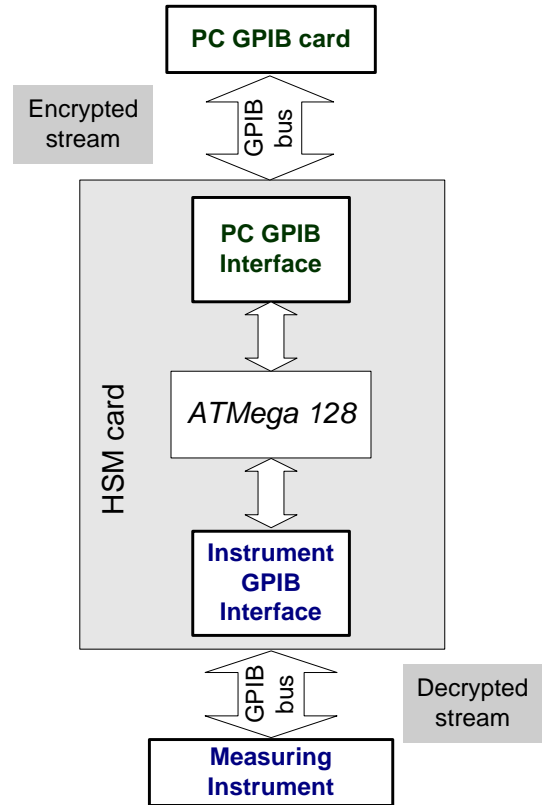 PC GPIB card
Encrypted
stream
GPIB
bus
PC GPIB
Interface
HSM card
ATMega 128
Instrument
GPIB
Interface
GPIB
bus
Decrypted
stream
Measuring
Instrument